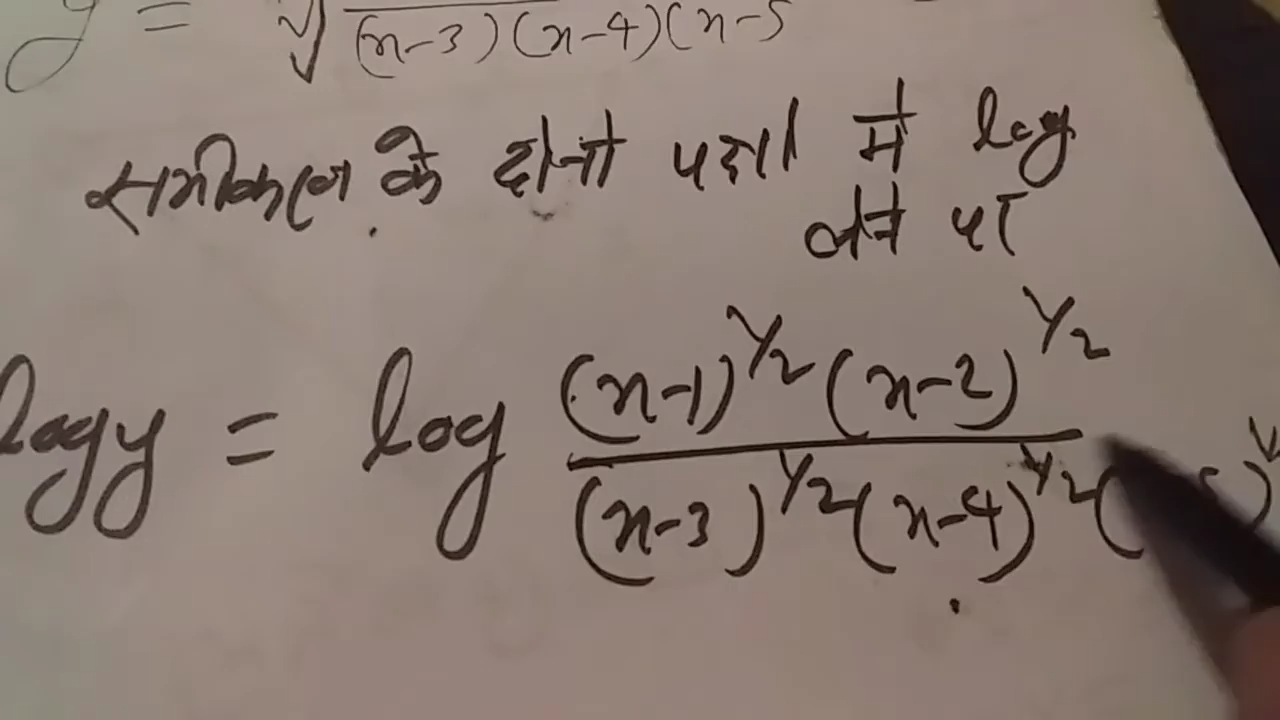 y = √ (x-3)(x-4)(x-5
समीकरण के दोनो पक्षों में log
लेने पर
logy = log (x-1)^1/2 (x-2)^1/2
(x-3)^1/2 (x-4)^1/2 (